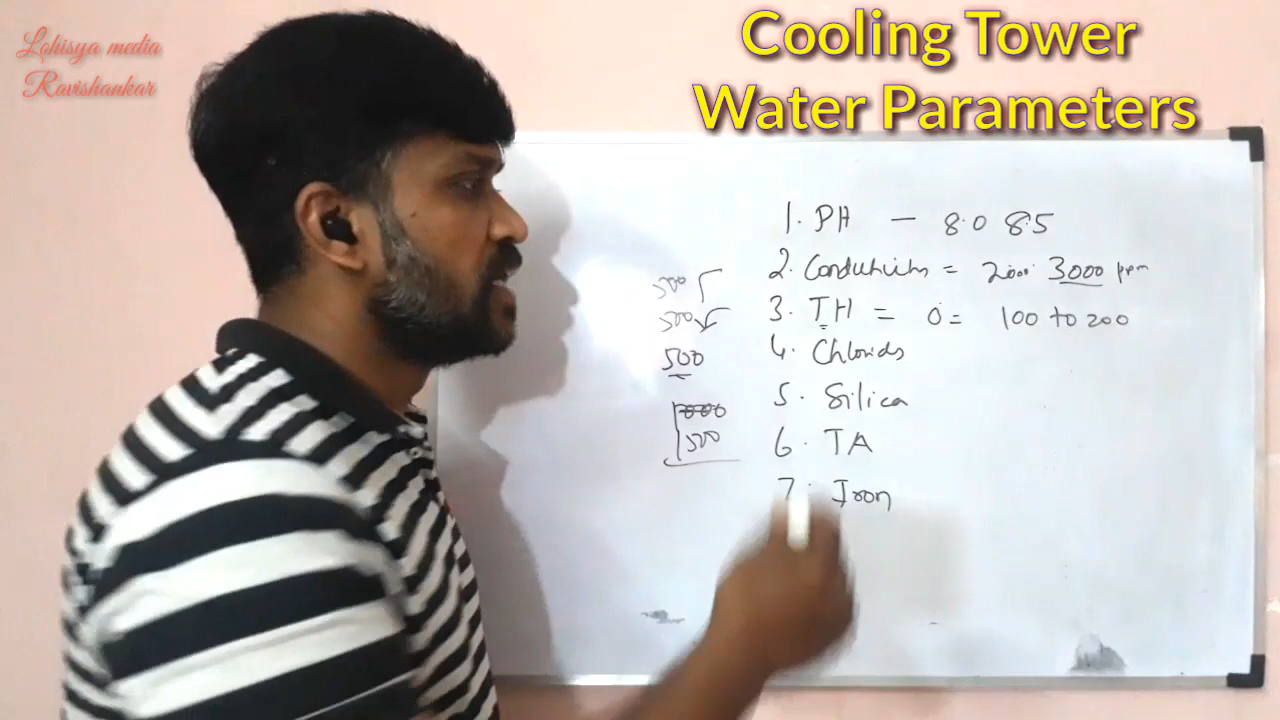 Lohisya media
Ravishankar
Cooling Tower
Water Parameters
1. PH - 8.0 8.5
2. Conductivity = 2000 3000 ppm
3. TH = 0 = 100 to 200
4. Chlorids
5. Silica
6. TA
7. Iron
500
500
500
500